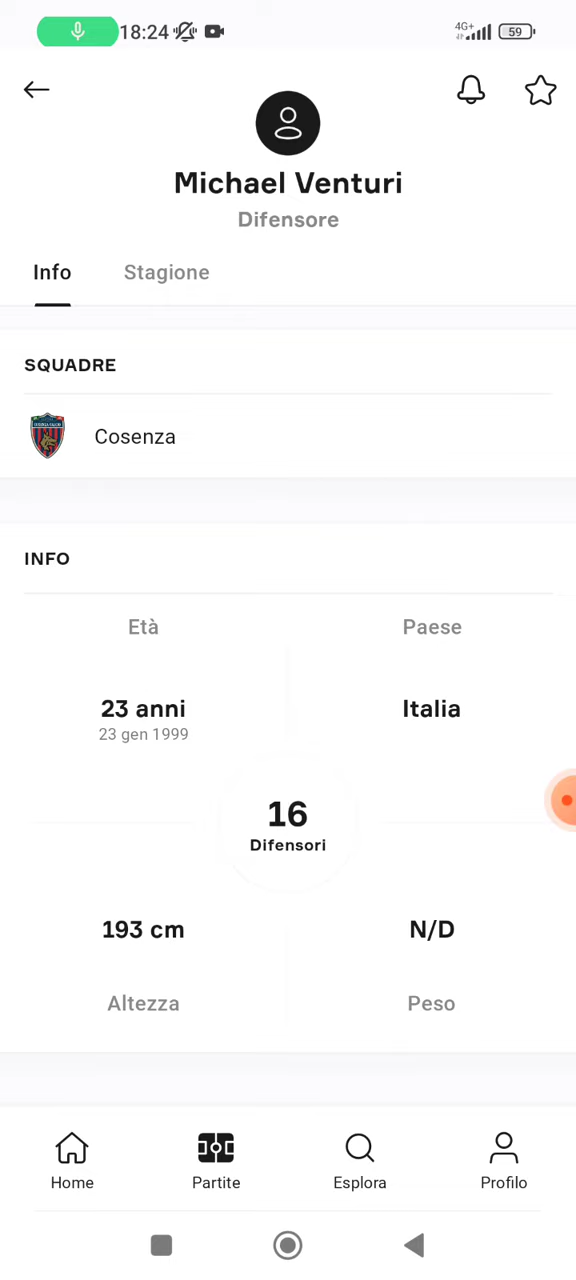 18:24
4G+
59
Michael Venturi
Difensore
Info
Stagione
SQUADRE
Cosenza
INFO
Età
Paese
23 anni
Italia
23 gen 1999
16
Difensori
193 cm
N/D
Altezza
Peso
Home
Partite
Esplora
Profilo